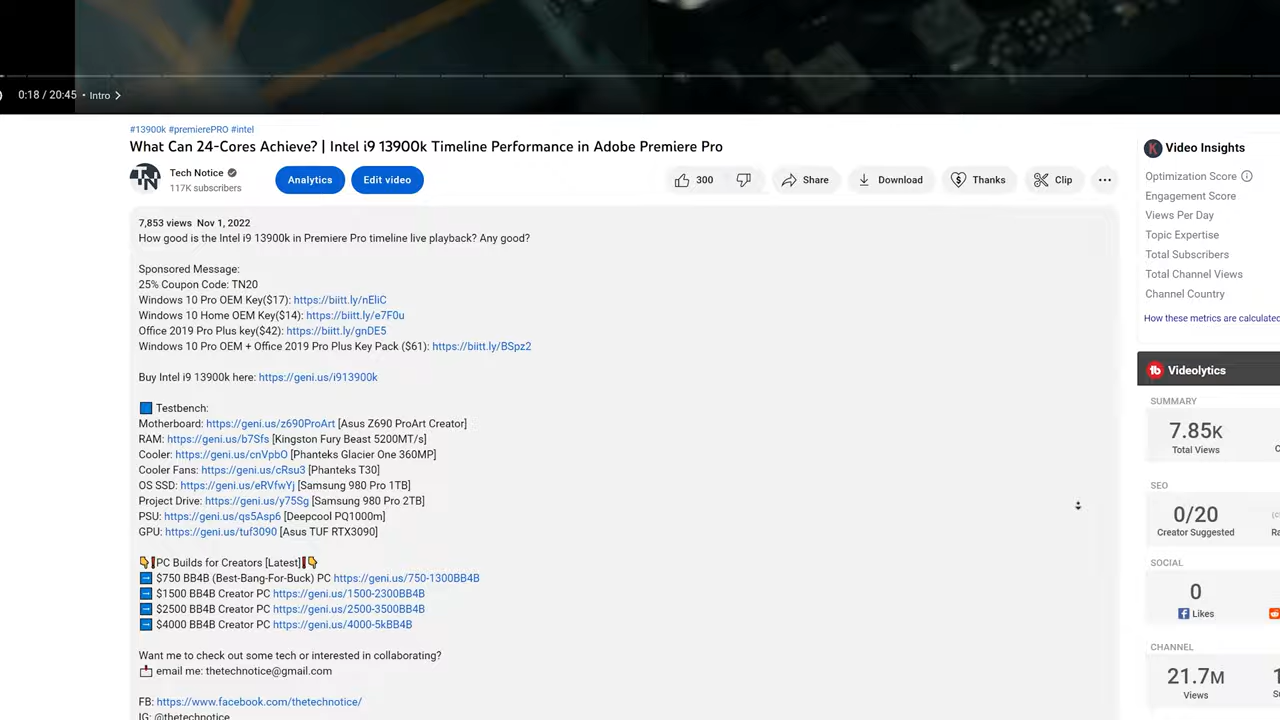 0:18 / 20:45 • Intro
#13900k #premierePRO #intel
What Can 24-Cores Achieve? | Intel i9 13900k Timeline Performance in Adobe Premiere Pro
Tech Notice
117K subscribers
Analytics
Edit video
300
Share
Download
Thanks
Clip
7,853 views Nov 1, 2022
How good is the Intel i9 13900k in Premiere Pro timeline live playback? Any good?
Sponsored Message:
25% Coupon Code: TN20
Windows 10 Pro OEM Key($17): https://biitt.ly/nEliC
Windows 10 Home OEM Key($14): https://biitt.ly/e7F0u
Office 2019 Pro Plus key($42): https://biitt.ly/gnDE5
Windows 10 Pro OEM + Office 2019 Pro Plus Key Pack ($61): https://biitt.ly/BSpz2
Buy Intel i9 13900k here: https://geni.us/i913900k
Testbench:
Motherboard: https://geni.us/z690ProArt [Asus Z690 ProArt Creator]
RAM: https://geni.us/b7Sfs [Kingston Fury Beast 5200MT/s]
Cooler: https://geni.us/cnVpbO [Phanteks Glacier One 360MP]
Cooler Fans: https://geni.us/cRsu3 [Phanteks T30]
OS SSD: https://geni.us/eRVfwYj [Samsung 980 Pro 1TB]
Project Drive: https://geni.us/y75Sg [Samsung 980 Pro 2TB]
PSU: https://geni.us/qs5Asp6 [Deepcool PQ1000m]
GPU: https://geni.us/tuf3090 [Asus TUF RTX3090]
PC Builds for Creators [Latest]
$750 BB4B (Best-Bang-For-Buck) PC https://geni.us/750-1300BB4B
$1500 BB4B Creator PC https://geni.us/1500-2300BB4B
$2500 BB4B Creator PC https://geni.us/2500-3500BB4B
$4000 BB4B Creator PC https://geni.us/4000-5kBB4B
Want me to check out some tech or interested in collaborating?
email me: thetechnotice@gmail.com
FB: https://www.facebook.com/thetechnotice/
IG: @thetechnotice
Video Insights
Optimization Score
Engagement Score
Views Per Day
Topic Expertise
Total Subscribers
Total Channel Views
Channel Country
How these metrics are calculated
Videolytics
SUMMARY
7.85K
Total Views
SEO
0/20
Creator Suggested
SOCIAL
0
Likes
CHANNEL
21.7M
Views